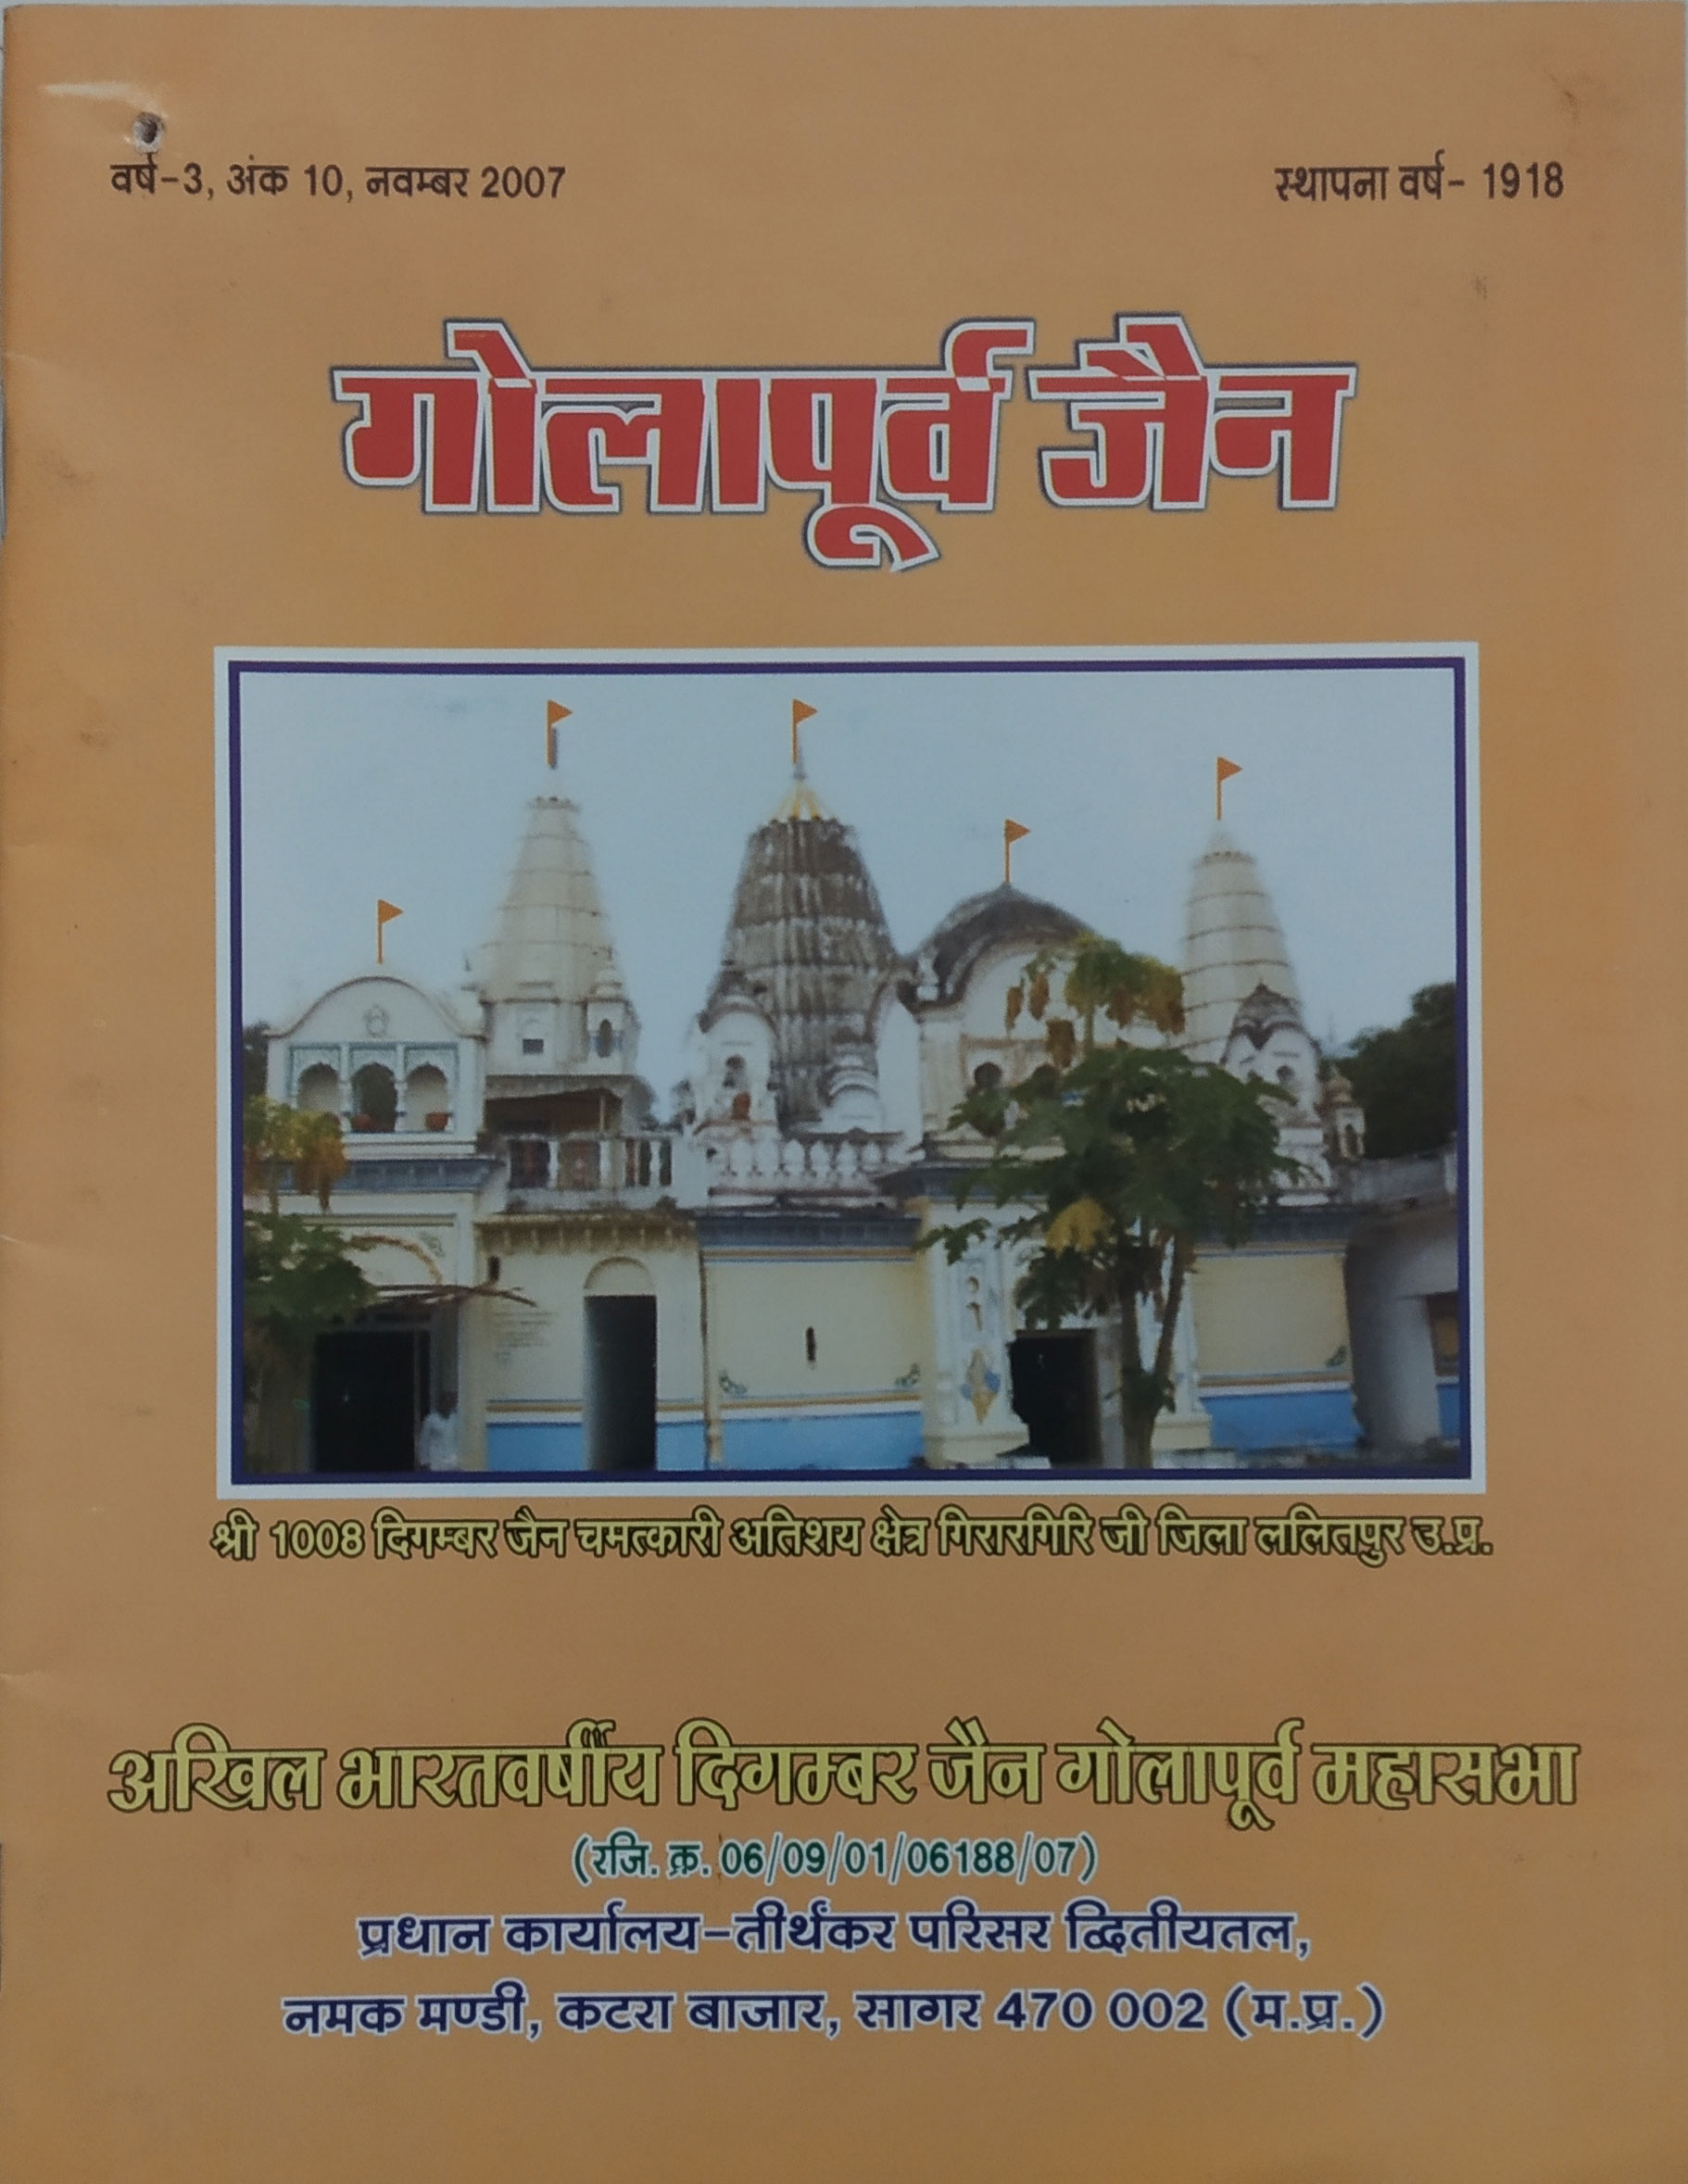 वर्ष-3, अंक 10, नवम्बर 2007
स्थापना वर्ष- 1918
गोलापूर्व जैन
श्री 1008 दिगम्बर जैन चमत्कारी अतिशय क्षेत्र गिरारगिरि जी जिला ललितपुर उ.प्र.
अखिल भारतवर्षीय दिगम्बर जैन गोलापूर्व महासभा
(रजि. क्र. 06/09/01/06188/07)
प्रधान कार्यालय-तीर्थंकर परिसर द्वितीयतल,
नमक मण्डी, कटरा बाजार, सागर 470 002 (म.प्र.)